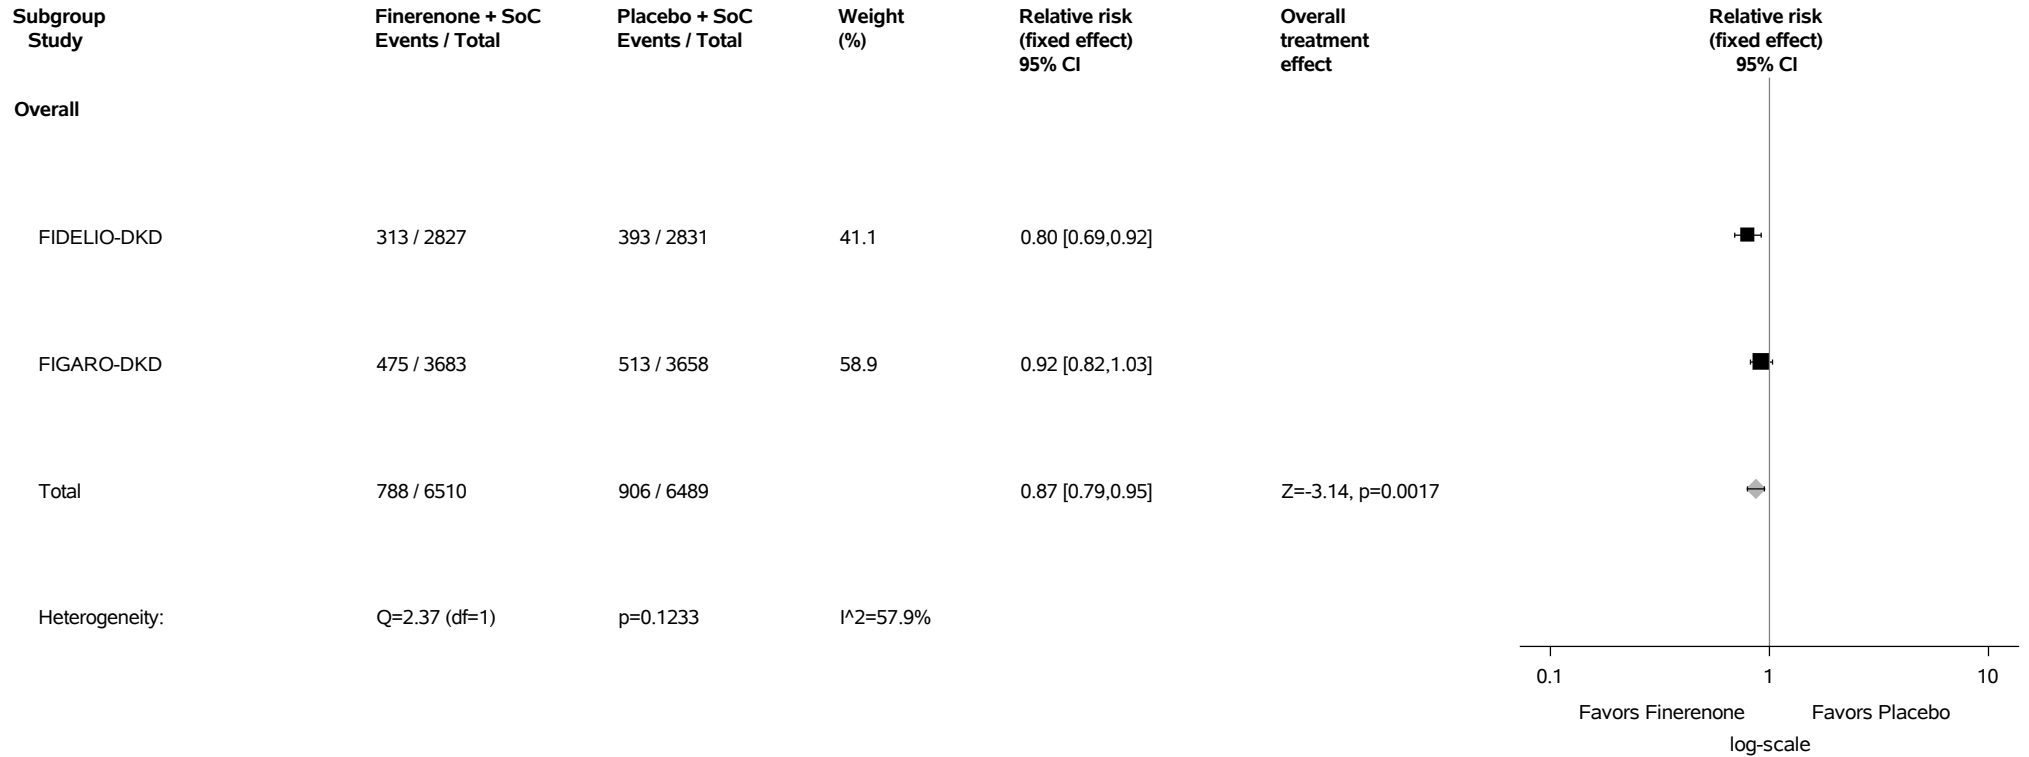 Subgroup Finerenone + SoC Placebo + SoC Weight Relative risk Overall Relative risk
Study Events / Total Events / Total (%) (fixed effect) treatment (fixed effect)
95% CI effect 95% CI
Overall
FIDELIO-DKD 313 / 2827 393 / 2831 41.1 0.80 [0.69,0.92]
FIGARO-DKD 475 / 3683 513 / 3658 58.9 0.92 [0.82,1.03]
Total 788 / 6510 906 / 6489 0.87 [0.79,0.95] Z=-3.14, p=0.0017
Heterogeneity: Q=2.37 (df=1) p=0.1233 I^2=57.9%
0.1 1 10
Favors Finerenone Favors Placebo
log-scale